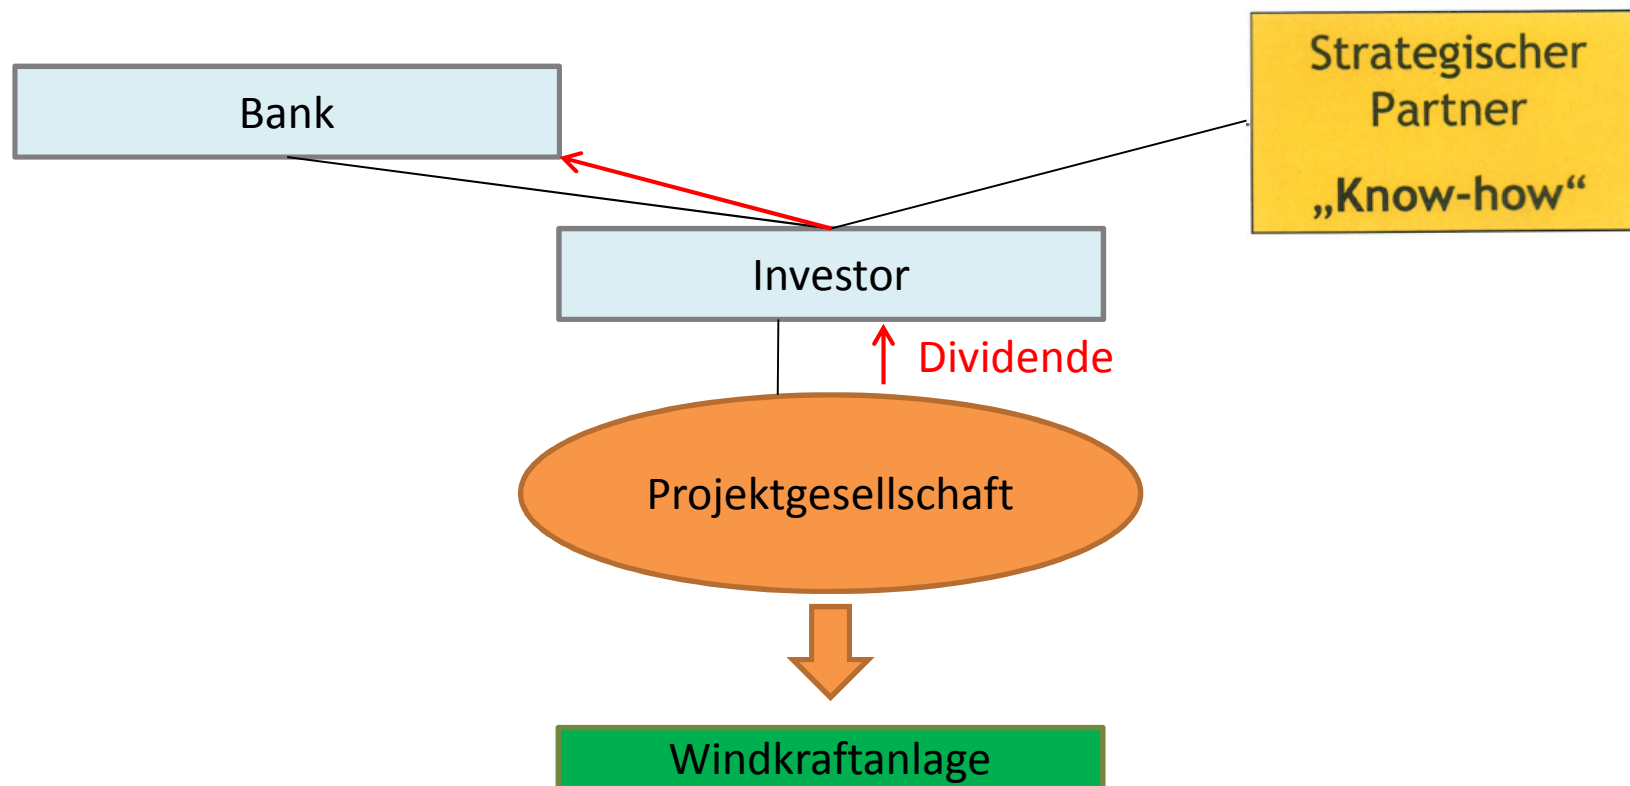 Bank
Strategischer
Partner
„Know-how“
Investor
Dividende
Projektgesellschaft
Windkraftanlage